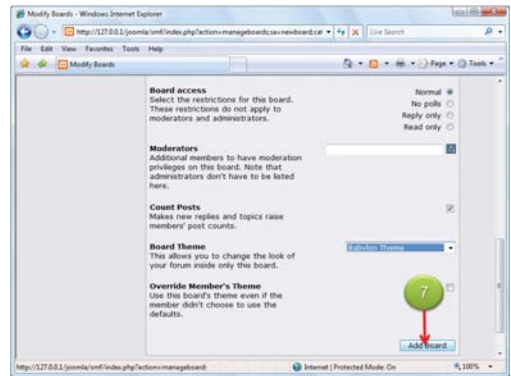 Modify Boards - Windows Internet Explorer
http://127.0.0.1/joomla/smf/index.php?action=manageboards;sa=newboard;cat
Live Search
File Edit View Favorites Tools Help
Modify Boards
Page Tools
Board access
Select the restrictions for this board.
These restrictions do not apply to
moderators and administrators.
Normal
No polls
Reply only
Read only
Moderators
Additional members to have moderation
privileges on this board. Note that
administrators don't have to be listed
here.
Count Posts
Makes new replies and topics raise
members' post counts.
Board Theme
This allows you to change the look of
your forum inside only this board.
Babylon Theme
Override Member's Theme
Use this board's theme even if the
member didn't choose to use the
defaults.
7
Add Board
http://127.0.0.1/joomla/smf/index.php?action=manageboards
Internet | Protected Mode: On
100%